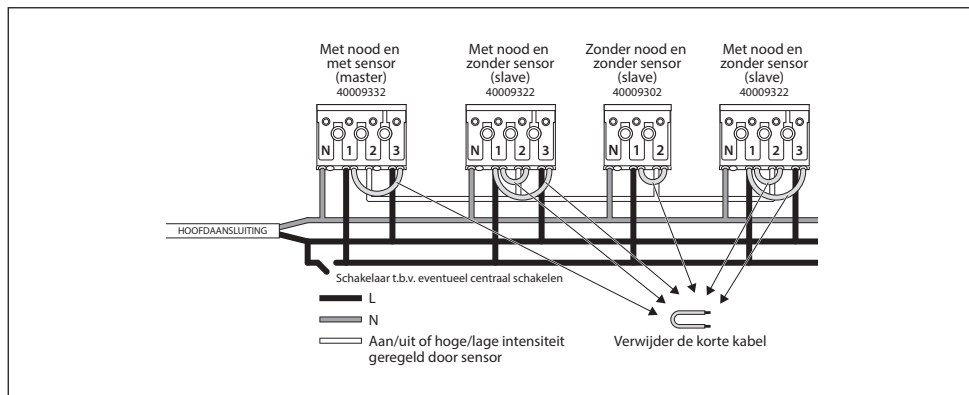 Met nood en
met sensor
(master)
40009332
Met nood en
zonder sensor
(slave)
40009322
Zonder nood en
zonder sensor
(slave)
40009302
Met nood en
zonder sensor
(slave)
40009322
N 1 2 3
N 1 2 3
N 1 2
N 1 2 3
HOOFDAANSLUITING
Schakelaar t.b.v. eventueel centraal schakelen
L
N
Aan/uit of hoge/lage intensiteit
geregeld door sensor
Verwijder de korte kabel